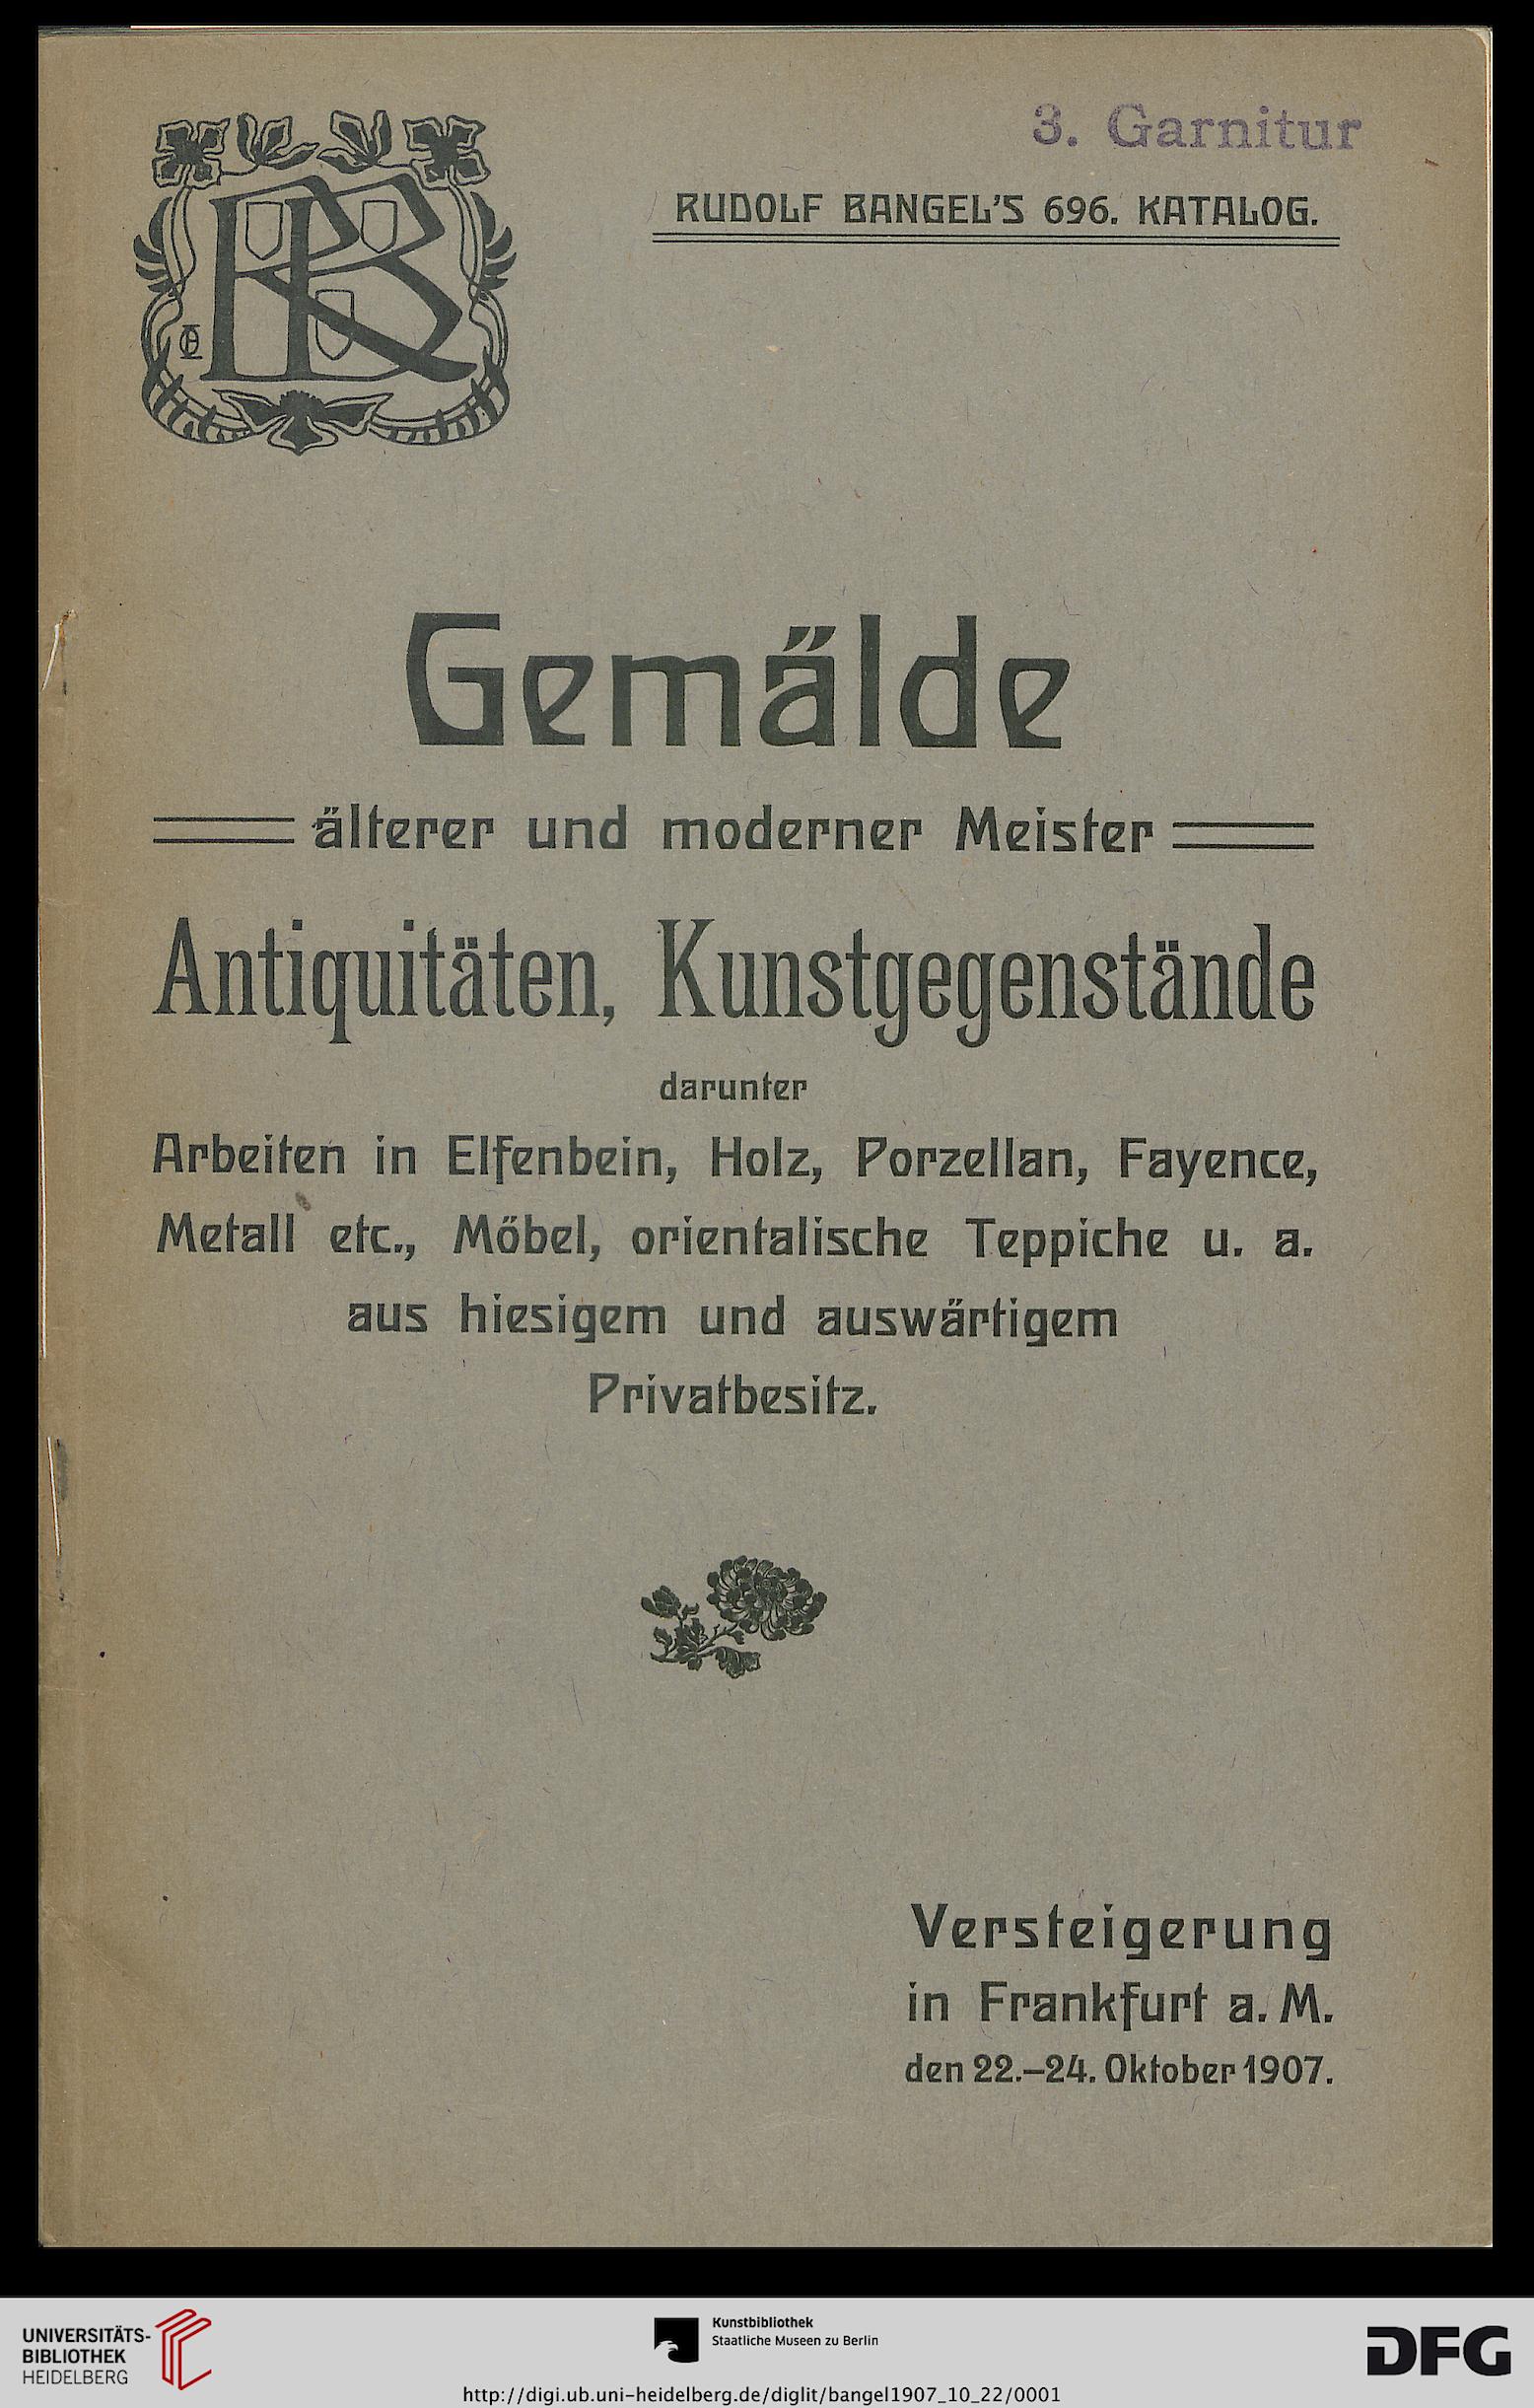 3. Garnitur
RUDOLF BANGEL'S 696. KATALOG.
RB
Gemälde
älterer und moderner Meister
Antiquitäten, Kunstgegenstände
darunter
Arbeiten in Elfenbein, Holz, Porzellan, Fayence,
Metall etc., Möbel, orientalische Teppiche u. a.
aus hiesigem und auswärtigem
Privatbesitz.
Versteigerung
in Frankfurt a. M.
den 22.–24. Oktober 1907.
UNIVERSITÄTS-
BIBLIOTHEK
HEIDELBERG
Kunstbibliothek
Staatliche Museen zu Berlin
DFG
http://digi.ub.uni-heidelberg.de/diglit/bangel1907_10_22/0001